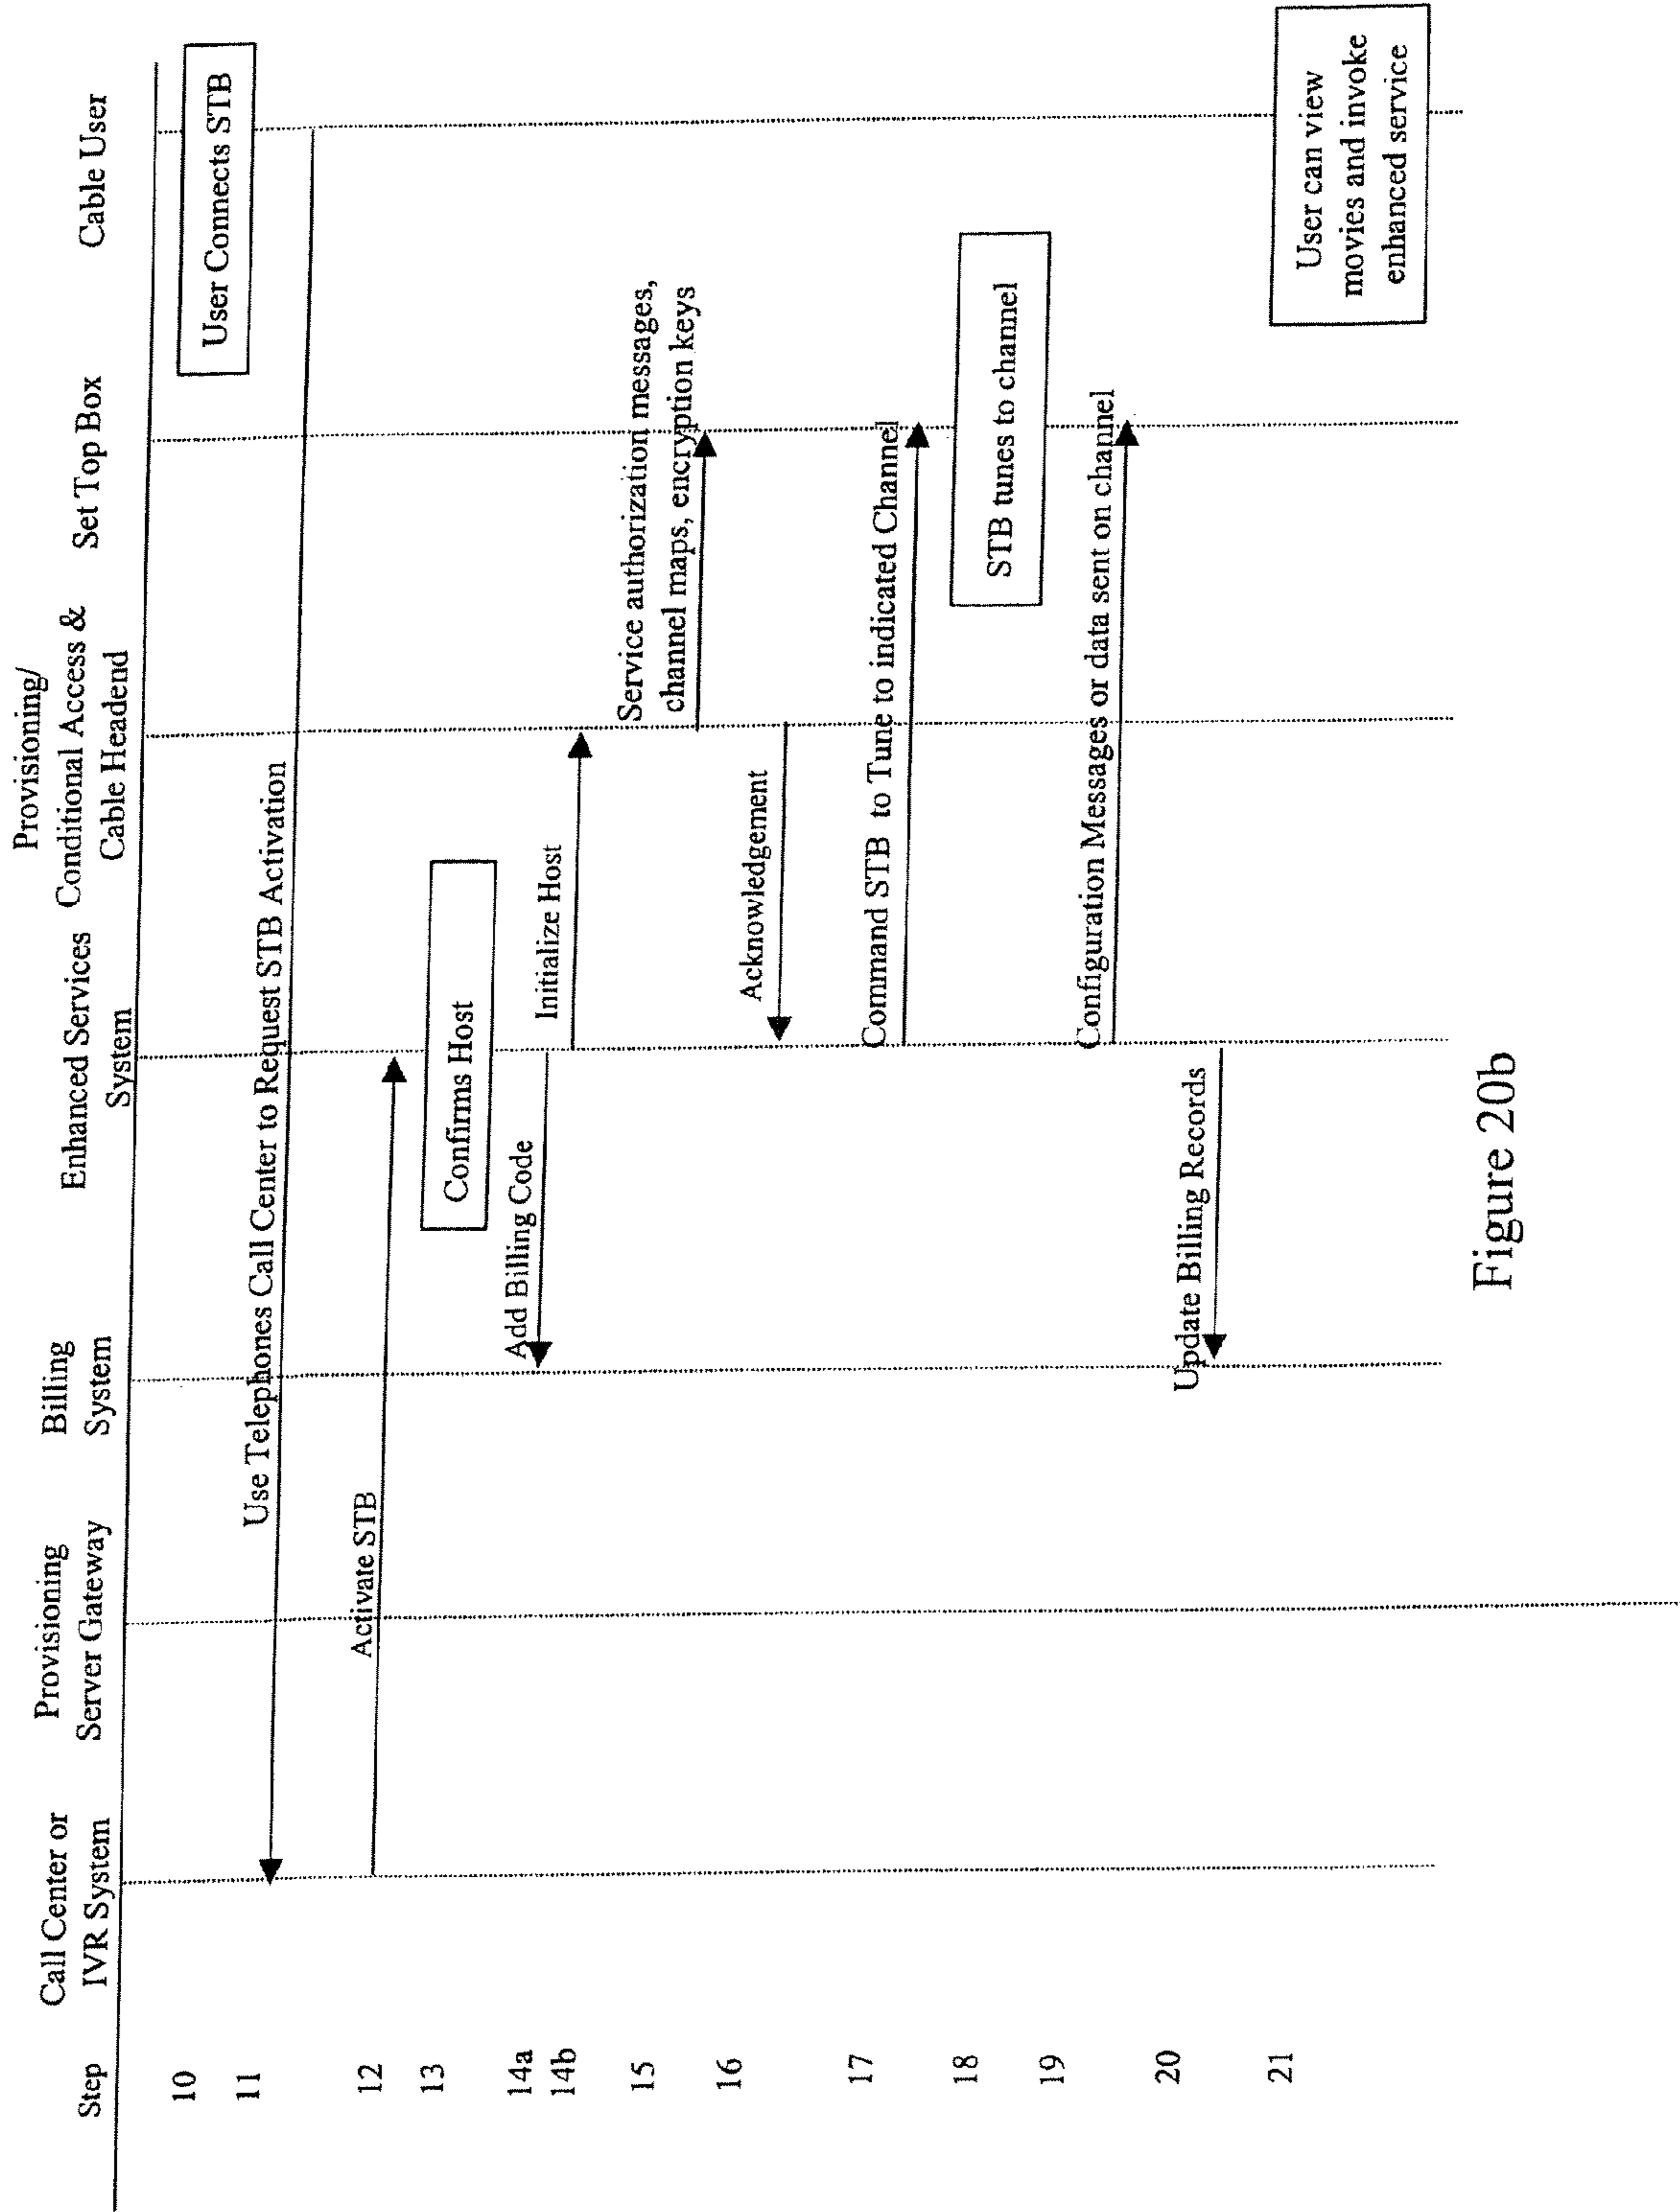 Step
Call Center or
IVR System
Provisioning
Server Gateway
Billing
System
Enhanced Services
System
Provisioning/
Conditional Access &
Cable Headend
Set Top Box
Cable User
10
User Connects STB
11
Use Telephones Call Center to Request STB Activation
12
Activate STB
13
Confirms Host
14a
Add Billing Code
14b
Initialize Host
15
Service authorization messages,
channel maps, encryption keys
16
Acknowledgement
17
Command STB to Tune to indicated Channel
18
STB tunes to channel
19
Configuration Messages or data sent on channel
20
Update Billing Records
21
User can view
movies and invoke
enhanced service
Figure 20b